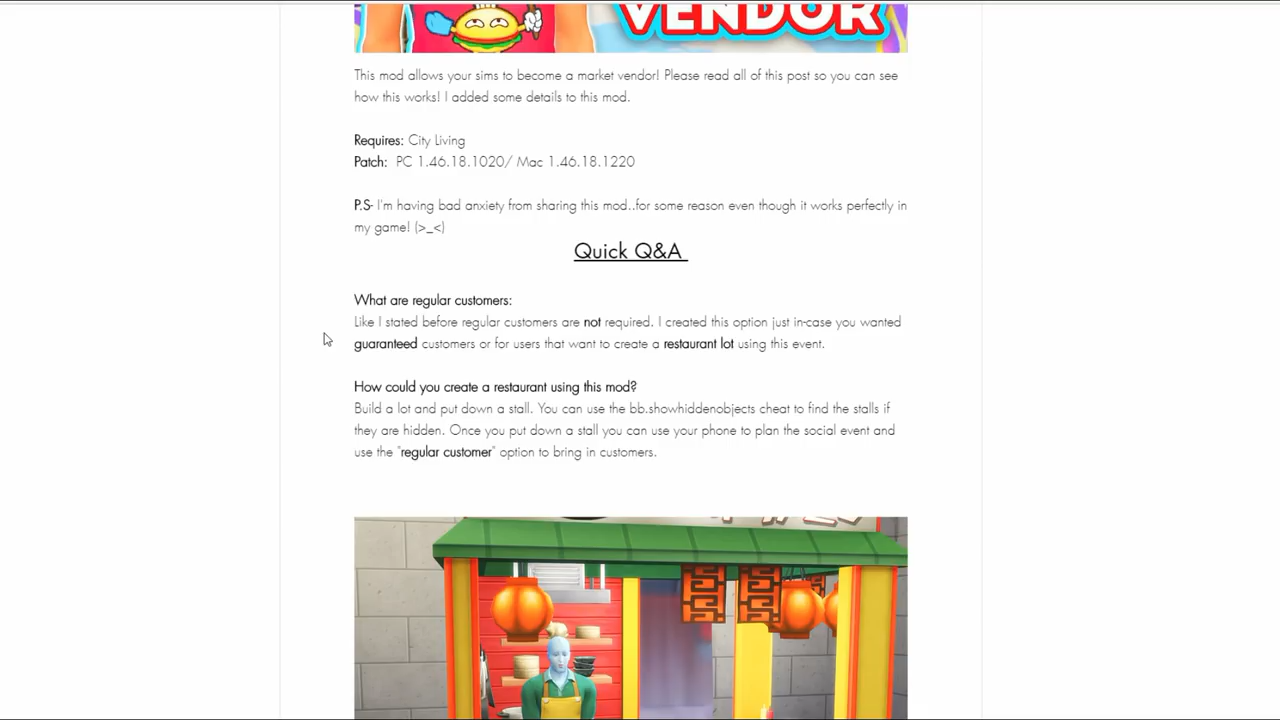 VENDOR
This mod allows your sims to become a market vendor! Please read all of this post so you can see
how this works! I added some details to this mod.
Requires: City Living
Patch: PC 1.46.18.1020/ Mac 1.46.18.1220
P.S- I'm having bad anxiety from sharing this mod..for some reason even though it works perfectly in
my game! (>_<)
Quick Q&A
What are regular customers:
Like I stated before regular customers are not required. I created this option just in-case you wanted
guaranteed customers or for users that want to create a restaurant lot using this event.
How could you create a restaurant using this mod?
Build a lot and put down a stall. You can use the bb.showhiddenobjects cheat to find the stalls if
they are hidden. Once you put down a stall you can use your phone to plan the social event and
use the "regular customer" option to bring in customers.